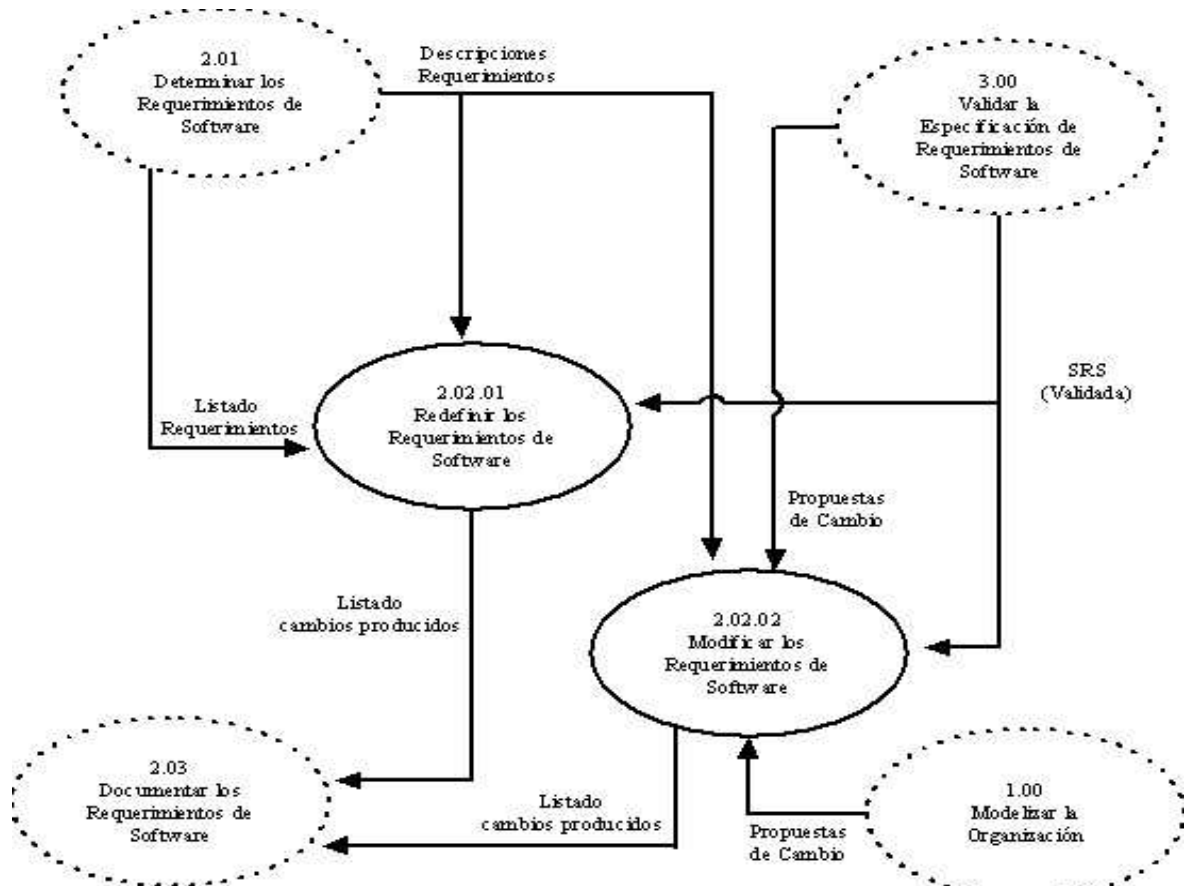 2.01
Determinar los
Requerimientos de
Software
Descripciones
Requerimientos
3.00
Validar la
Especificación de
Requerimientos de
Software
2.02.01
Redefinir los
Requerimientos de
Software
SRS
(Validada)
Listado
Requerimientos
Propuestas
de Cambio
Listado
cambios producidos
2.02.02
Modificar los
Requerimientos de
Software
2.03
Documentar los
Requerimientos de
Software
Listado
cambios producidos
Propuestas
de Cambio
1.00
Modelizar la
Organización